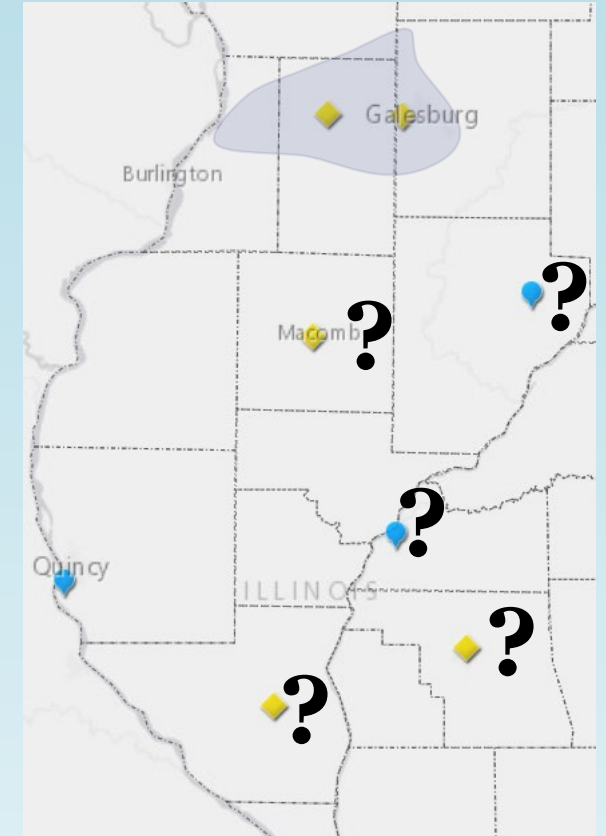 Galesburg
Burlington
?
Macomb ?
?
Quincy
ILLINOIS
?
?